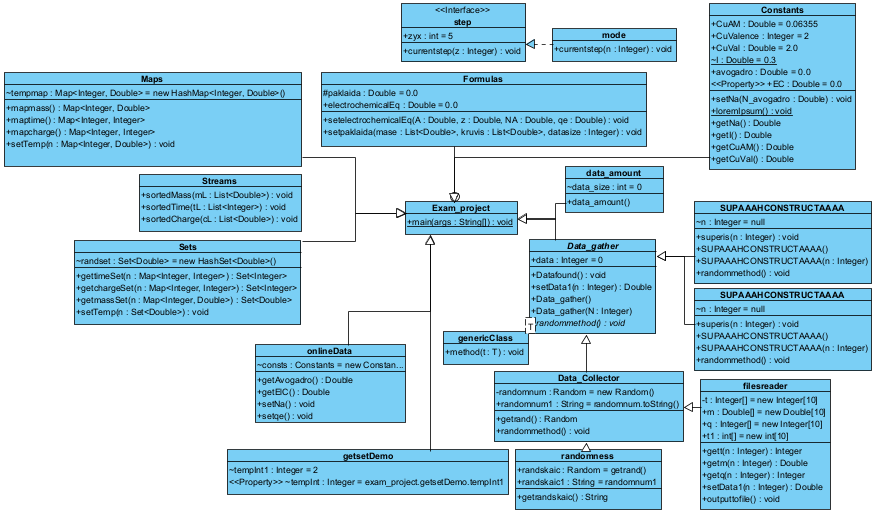 <<Interface>>
step
+zyx : int = 5
+currentstep(z : Integer) : void
mode
+currentstep(n : Integer) : void
Constants
+CuAM : Double = 0.06355
+CuValence : Integer = 2
+CuVal : Double = 2.0
~I : Double = 0.3
+avogadro : Double = 0.0
<<Property>> +EC : Double = 0.0
+setNa(N_avogadro : Double) : void
+loremIpsum() : void
+getNa() : Double
+getI() : Double
+getCuAM() : Double
+getCuVal() : Double
Maps
~tempmap : Map<Integer, Double> = new HashMap<Integer, Double>()
+mapmass() : Map<Integer, Double>
+maptime() : Map<Integer, Integer>
+mapcharge() : Map<Integer, Integer>
+setTemp(n : Map<Integer, Double>) : void
Formulas
#paklaida : Double = 0.0
+electrochemicalEq : Double = 0.0
+setelectrochemicalEq(A : Double, z : Double, NA : Double, qe : Double) : void
+setpaklaida(mase : List<Double>, kruvis : List<Double>, datasize : Integer) : void
Streams
+sortedMass(mL : List<Double>) : void
+sortedTime(tL : List<Integer>) : void
+sortedCharge(cL : List<Double>) : void
Exam_project
+main(args : String[]) : void
data_amount
~data_size : int = 0
+data_amount()
Sets
~randset : Set<Double> = new HashSet<Double>()
+gettimeSet(n : Map<Integer, Integer>) : Set<Integer>
+getchargeSet(n : Map<Integer, Integer>) : Set<Integer>
+getmassSet(n : Map<Integer, Double>) : Set<Double>
+setTemp(n : Set<Double>) : void
Data_gather
+data : Integer = 0
+Datafound() : void
+setData1(n : Integer) : Double
+Data_gather()
+Data_gather(N : Integer)
+randommethod() : void
SUPAAAHCONSTRUCTAAAA
~n : Integer = null
+superis(n : Integer) : void
+SUPAAAHCONSTRUCTAAAA()
+SUPAAAHCONSTRUCTAAAA(n : Integer)
+randommethod() : void
SUPAAAHCONSTRUCTAAAA
~n : Integer = null
+superis(n : Integer) : void
+SUPAAAHCONSTRUCTAAAA()
+SUPAAAHCONSTRUCTAAAA(n : Integer)
+randommethod() : void
T
genericClass
+method(t : T) : void
onlineData
~consts : Constants = new Constan...
+getAvogadro() : Double
+getEIC() : Double
+setNa() : void
+setqe() : void
Data_Collector
-randomnum : Random = new Random()
+randomnum1 : String = randomnum.toString()
+getrand() : Random
+randommethod() : void
filesreader
-t : Integer[] = new Integer[10]
+m : Double[] = new Double[10]
+q : Integer[] = new Integer[10]
+t1 : int[] = new int[10]
+gett(n : Integer) : Integer
+getm(n : Integer) : Double
+getq(n : Integer) : Integer
+setData1(n : Integer) : Double
+outputtofile() : void
getsetDemo
~tempInt1 : Integer = 2
<<Property>> ~tempInt : Integer = exam_project.getsetDemo.tempInt1
randomness
+randskaic : Random = getrand()
+randskaic1 : String = randomnum1
+getrandskaic() : String